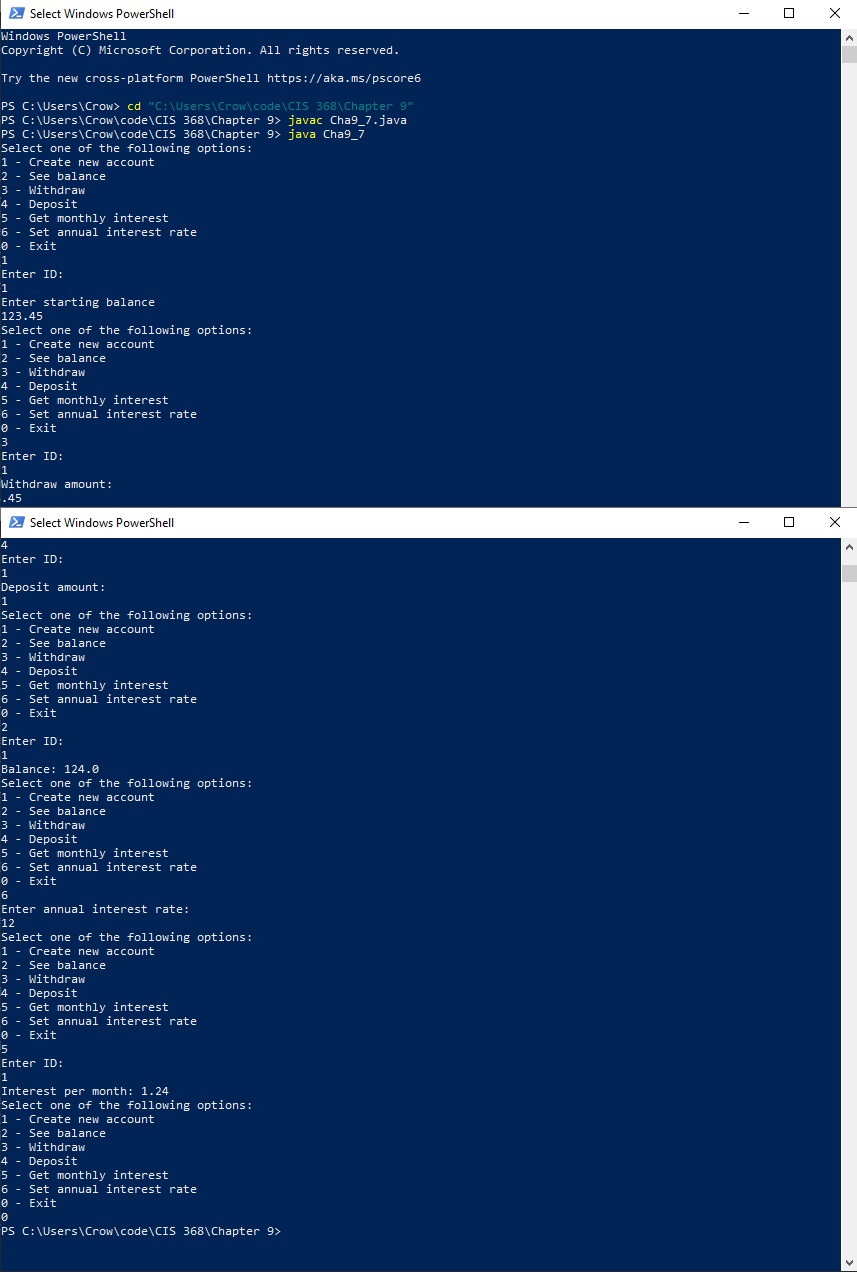 Select Windows PowerShell
Windows PowerShell
Copyright (C) Microsoft Corporation. All rights reserved.
Try the new cross-platform PowerShell https://aka.ms/pscore6
PS C:\Users\Crow> cd "C:\Users\Crow\code\CIS 368\Chapter 9"
PS C:\Users\Crow\code\CIS 368\Chapter 9> javac Cha9_7.java
PS C:\Users\Crow\code\CIS 368\Chapter 9> java Cha9_7
Select one of the following options:
1 - Create new account
2 - See balance
3 - Withdraw
4 - Deposit
5 - Get monthly interest
6 - Set annual interest rate
0 - Exit
1
Enter ID:
1
Enter starting balance
123.45
Select one of the following options:
1 - Create new account
2 - See balance
3 - Withdraw
4 - Deposit
5 - Get monthly interest
6 - Set annual interest rate
0 - Exit
3
Enter ID:
1
Withdraw amount:
.45
Select Windows PowerShell
4
Enter ID:
1
Deposit amount:
1
Select one of the following options:
1 - Create new account
2 - See balance
3 - Withdraw
4 - Deposit
5 - Get monthly interest
6 - Set annual interest rate
0 - Exit
2
Enter ID:
1
Balance: 124.0
Select one of the following options:
1 - Create new account
2 - See balance
3 - Withdraw
4 - Deposit
5 - Get monthly interest
6 - Set annual interest rate
0 - Exit
6
Enter annual interest rate:
12
Select one of the following options:
1 - Create new account
2 - See balance
3 - Withdraw
4 - Deposit
5 - Get monthly interest
6 - Set annual interest rate
0 - Exit
5
Enter ID:
1
Interest per month: 1.24
Select one of the following options:
1 - Create new account
2 - See balance
3 - Withdraw
4 - Deposit
5 - Get monthly interest
6 - Set annual interest rate
0 - Exit
0
PS C:\Users\Crow\code\CIS 368\Chapter 9>